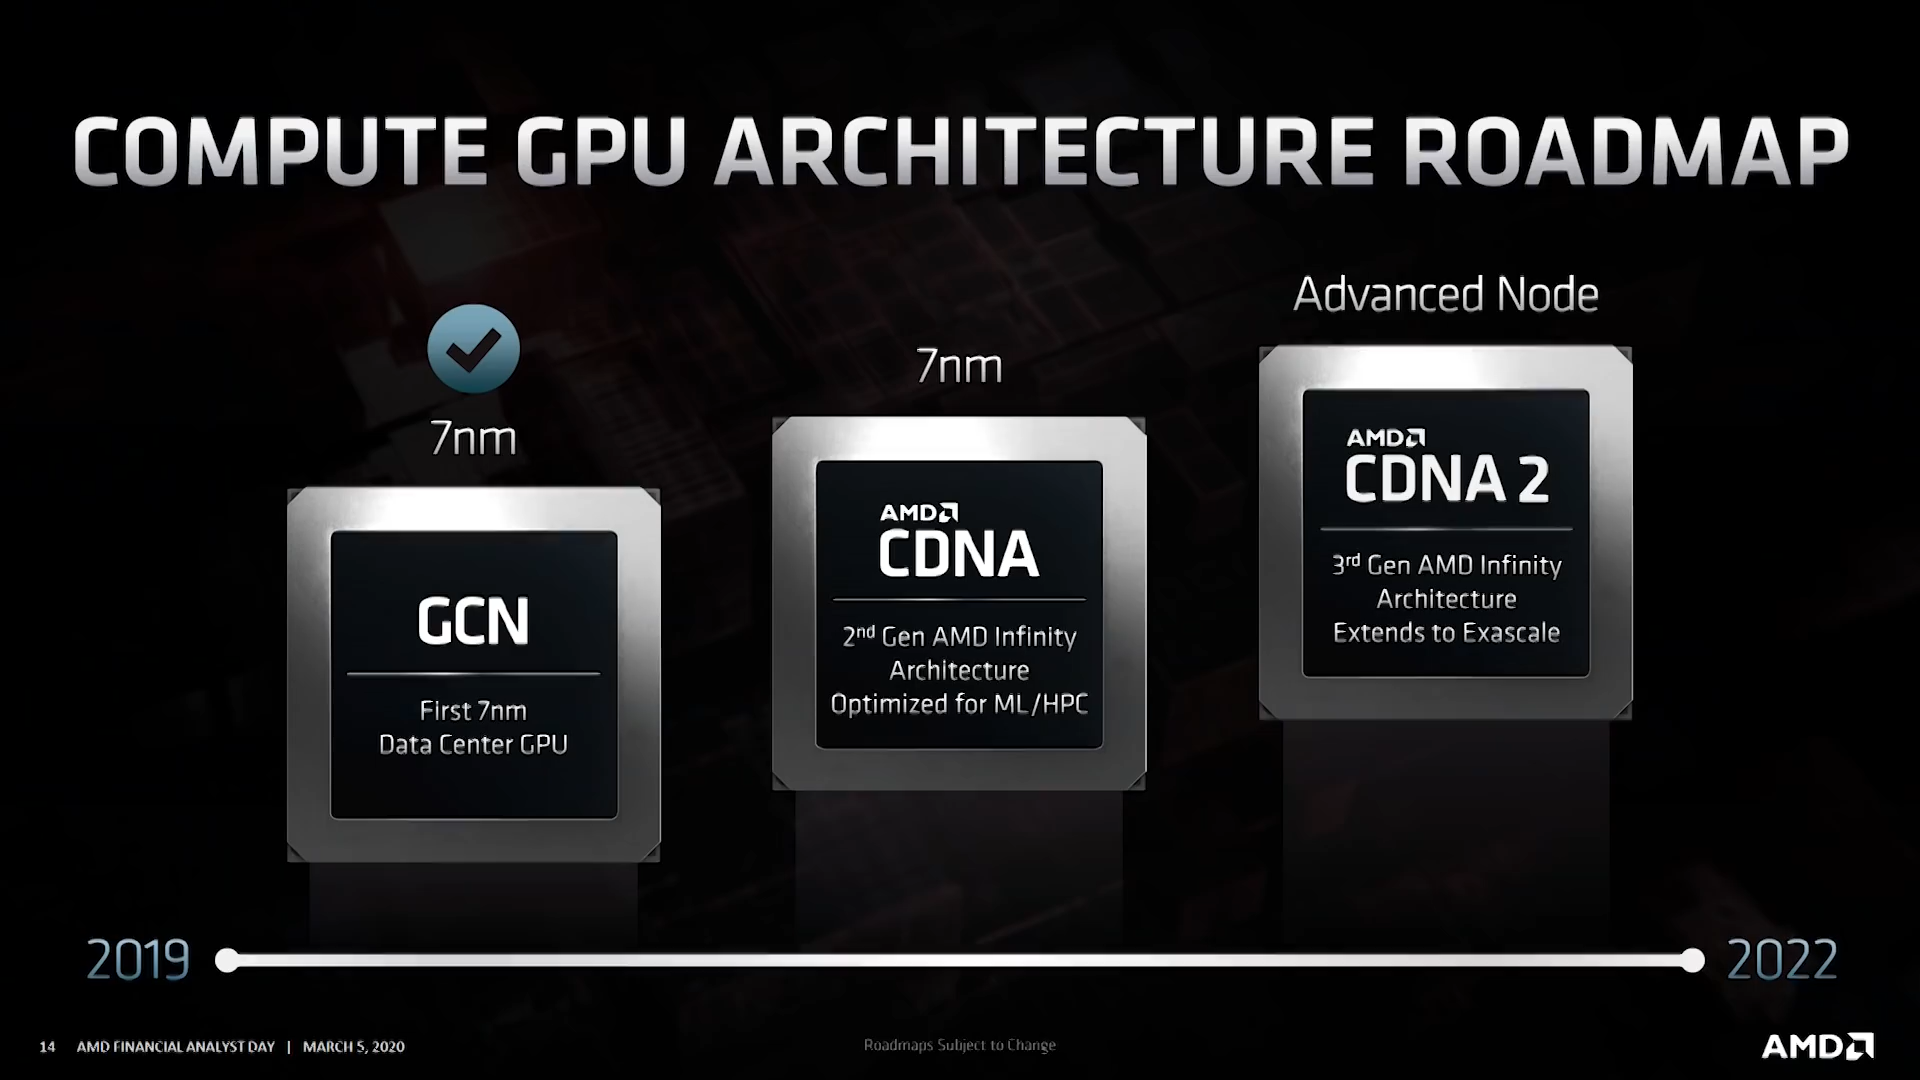 COMPUTE GPU ARCHITECTURE ROADMAP
7nm
GCN
First 7nm
Data Center GPU
7nm
AMD
CDNA
2nd Gen AMD Infinity
Architecture
Optimized for ML/HPC
Advanced Node
AMD
CDNA 2
3rd Gen AMD Infinity
Architecture
Extends to Exascale
2019
2022
14 AMD FINANCIAL ANALYST DAY | MARCH 5, 2020
Roadmaps Subject to Change
AMD